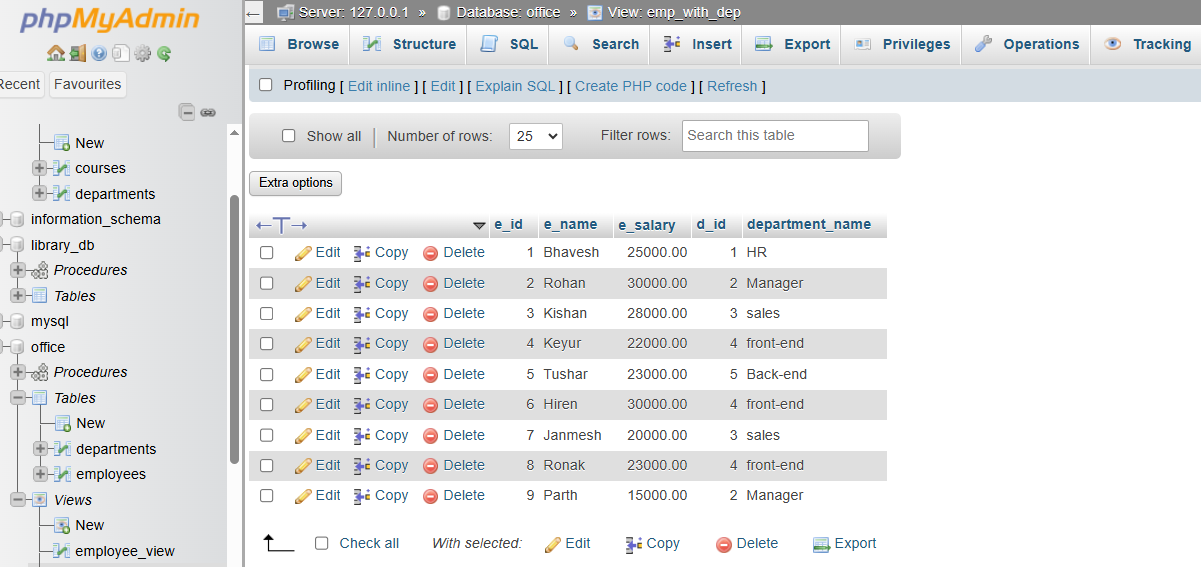 phpMyAdmin
Recent Favourites
New
courses
departments
information_schema
library_db
Procedures
Tables
mysql
office
Procedures
Tables
New
departments
employees
Views
New
employee_view
Server: 127.0.0.1 » Database: office » View: emp_with_dep
Browse Structure SQL Search Insert Export Privileges Operations Tracking
Profiling [ Edit inline ] [ Edit ] [ Explain SQL ] [ Create PHP code ] [ Refresh ]
Show all | Number of rows: 25 Filter rows: Search this table
Extra options
←T→ e_id e_name e_salary d_id department_name
Edit Copy Delete 1 Bhavesh 25000.00 1 HR
Edit Copy Delete 2 Rohan 30000.00 2 Manager
Edit Copy Delete 3 Kishan 28000.00 3 sales
Edit Copy Delete 4 Keyur 22000.00 4 front-end
Edit Copy Delete 5 Tushar 23000.00 5 Back-end
Edit Copy Delete 6 Hiren 30000.00 4 front-end
Edit Copy Delete 7 Janmesh 20000.00 3 sales
Edit Copy Delete 8 Ronak 23000.00 4 front-end
Edit Copy Delete 9 Parth 15000.00 2 Manager
Check all With selected: Edit Copy Delete Export